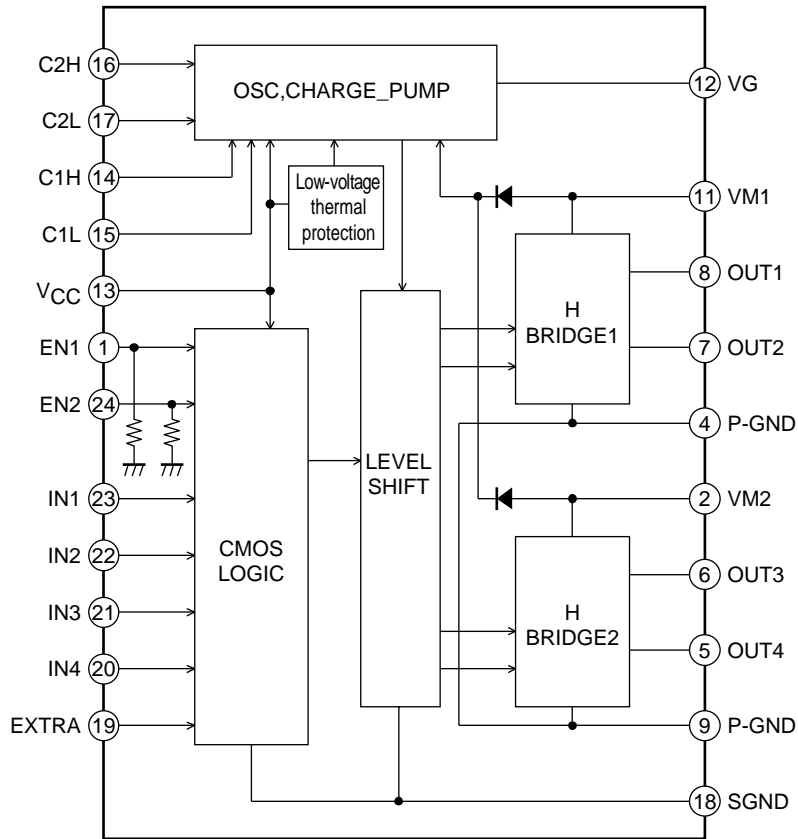 C2H 16
C2L 17
C1H 14
C1L 15
VCC 13
EN1 1
EN2 24
IN1 23
IN2 22
IN3 21
IN4 20
EXTRA 19
OSC,CHARGE_PUMP
Low-voltage
thermal
protection
CMOS
LOGIC
LEVEL
SHIFT
H
BRIDGE1
H
BRIDGE2
12 VG
11 VM1
8 OUT1
7 OUT2
4 P-GND
2 VM2
6 OUT3
5 OUT4
9 P-GND
18 SGND